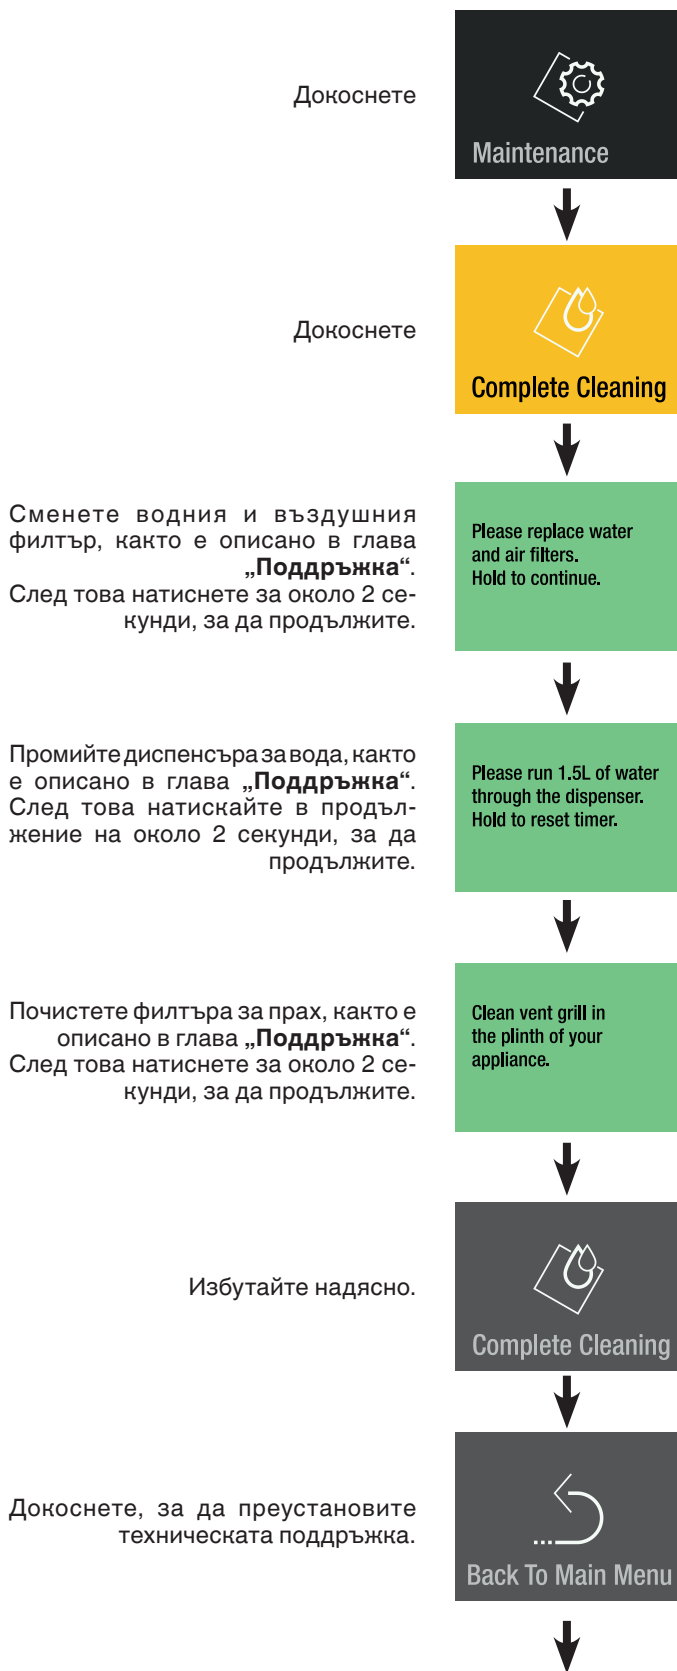 Докоснете
Maintenance
Докоснете
Complete Cleaning
Сменете водния и въздушния
филтър, както е описано в глава
„Поддръжка“.
След това натиснете за около 2 се-
кунди, за да продължите.
Please replace water
and air filters.
Hold to continue.
Промийте диспенсъра за вода, както
е описано в глава „Поддръжка“.
След това натискайте в продъл-
жение на около 2 секунди, за да
продължите.
Please run 1.5L of water
through the dispenser.
Hold to reset timer.
Почистете филтъра за прах, както е
описано в глава „Поддръжка“.
След това натиснете за около 2 се-
кунди, за да продължите.
Clean vent grill in
the plinth of your
appliance.
Избутайте надясно.
Complete Cleaning
Докоснете, за да преустановите
техническата поддръжка.
Back To Main Menu